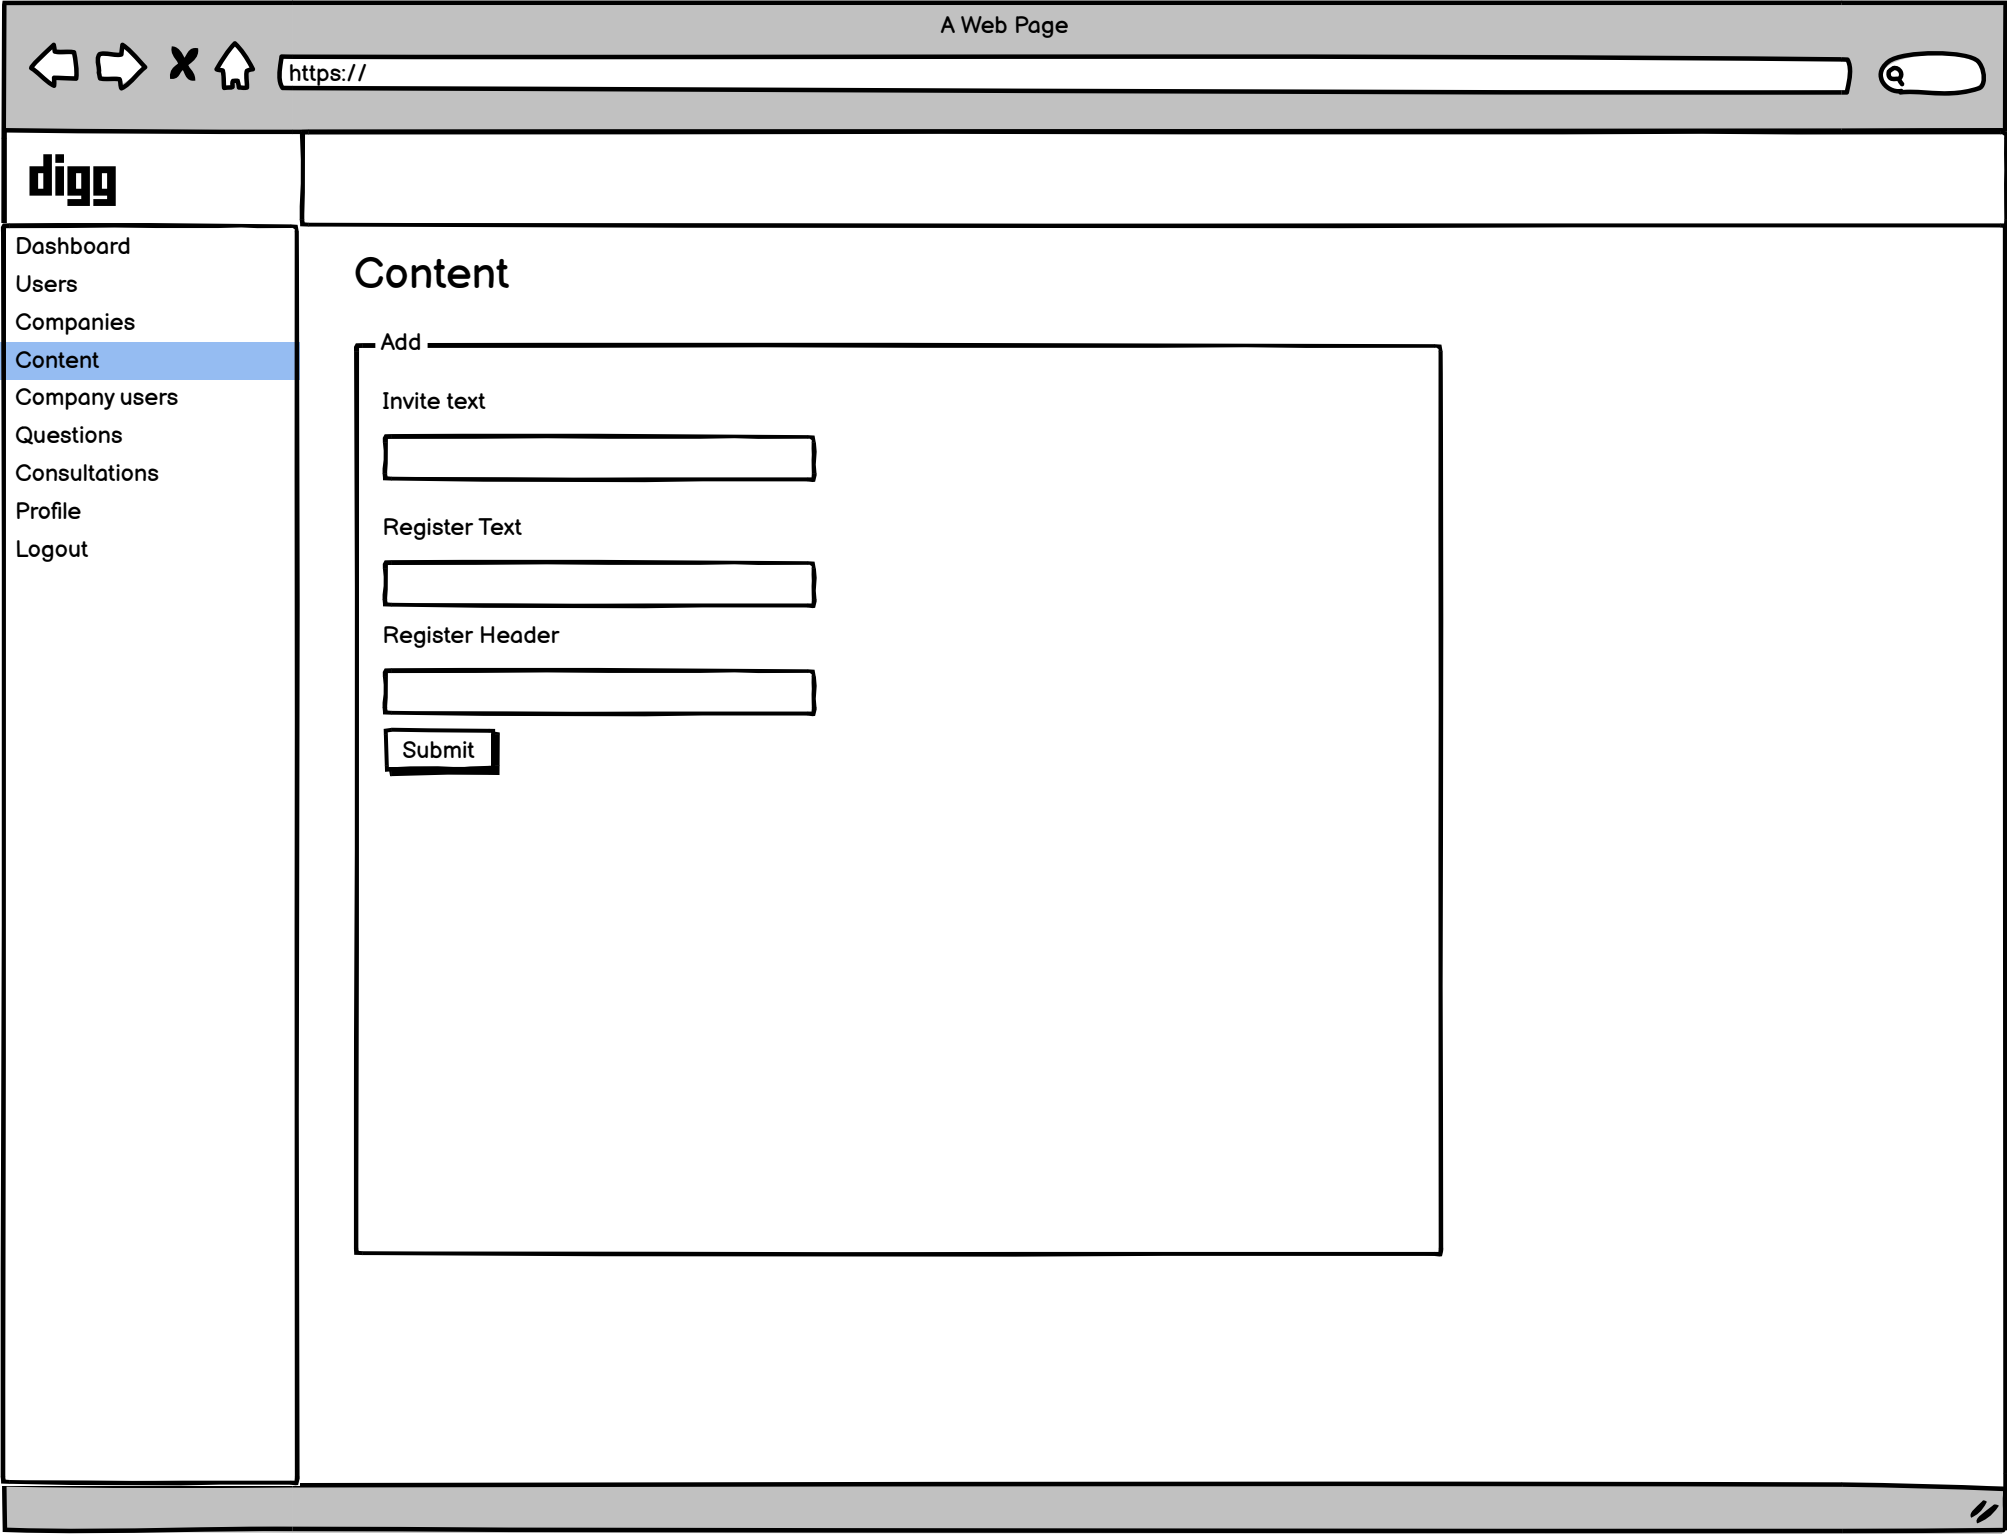 A Web Page
https://
digg
Dashboard
Users
Companies
Content
Company users
Questions
Consultations
Profile
Logout
Content
Add
Invite text
Register Text
Register Header
Submit